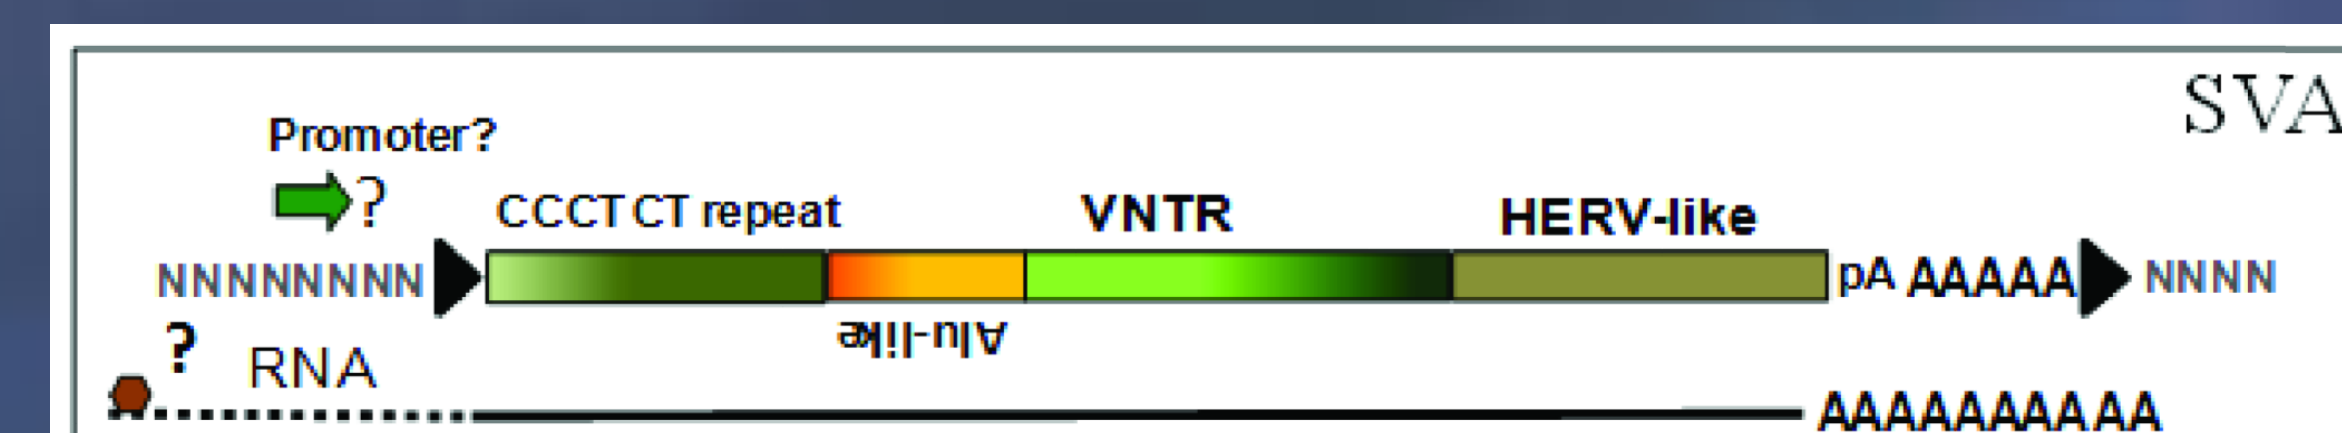 SVA
Promoter?
?
CCCTCT repeat VNTR HERV-like
NNNNNNNN pA AAAAA NNNN
Alu-like
?
RNA
AAAAAAAAAA